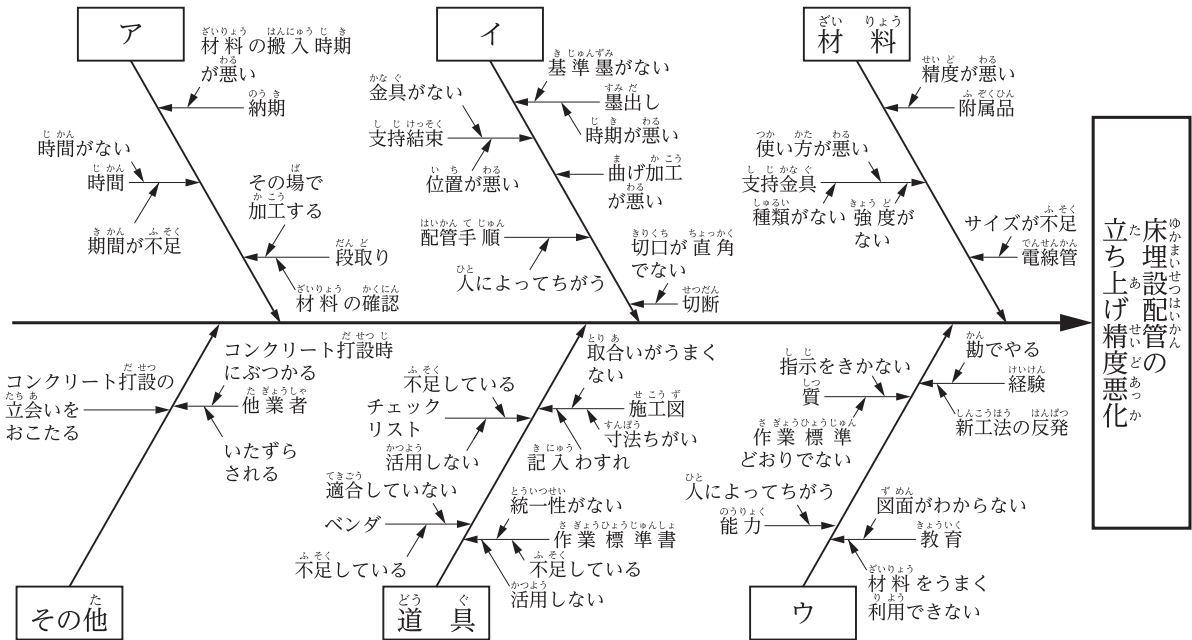 ア
材料の搬入時期
が悪い
納期
時間がない
時間
期間が不足
その場で
加工する
段取り
材料の確認
イ
基準墨がない
墨出し
時期が悪い
金具がない
支持結束
位置が悪い
曲げ加工
が悪い
配管手順
人によってちがう
切口が直角
でない
切断
材料
精度が悪い
附属品
使い方が悪い
支持金具
種類がない
強度が
ない
サイズが不足
電線管
床埋設配管の
立ち上げ精度悪化
コンクリート打設の
立会いを
おこたる
コンクリート打設時
にぶつかる
他業者
いたずら
される
その他
取合いがうまく
ない
施工図
寸法ちがい
記入わすれ
不足している
チェック
リスト
活用しない
適合していない
ベンダ
不足している
統一性がない
作業標準書
不足している
活用しない
道具
勘でやる
経験
新工法の反発
指示をきかない
質
作業標準
どおりでない
人によってちがう
能力
図面がわからない
教育
材料をうまく
利用できない
ウ